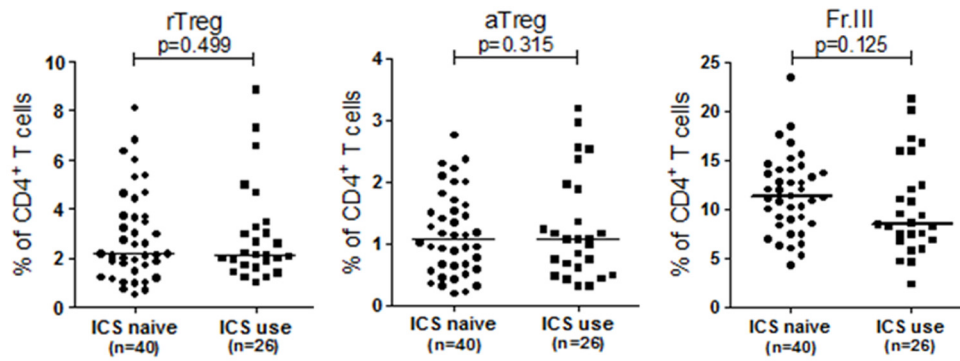 rTreg
p=0.499
% of CD4⁺ T cells
10
8
6
4
2
0
ICS naive
(n=40)
ICS use
(n=26)
aTreg
p=0.315
% of CD4⁺ T cells
4
3
2
1
0
ICS naive
(n=40)
ICS use
(n=26)
Fr.III
p=0.125
% of CD4⁺ T cells
25
20
15
10
5
0
ICS naive
(n=40)
ICS use
(n=26)